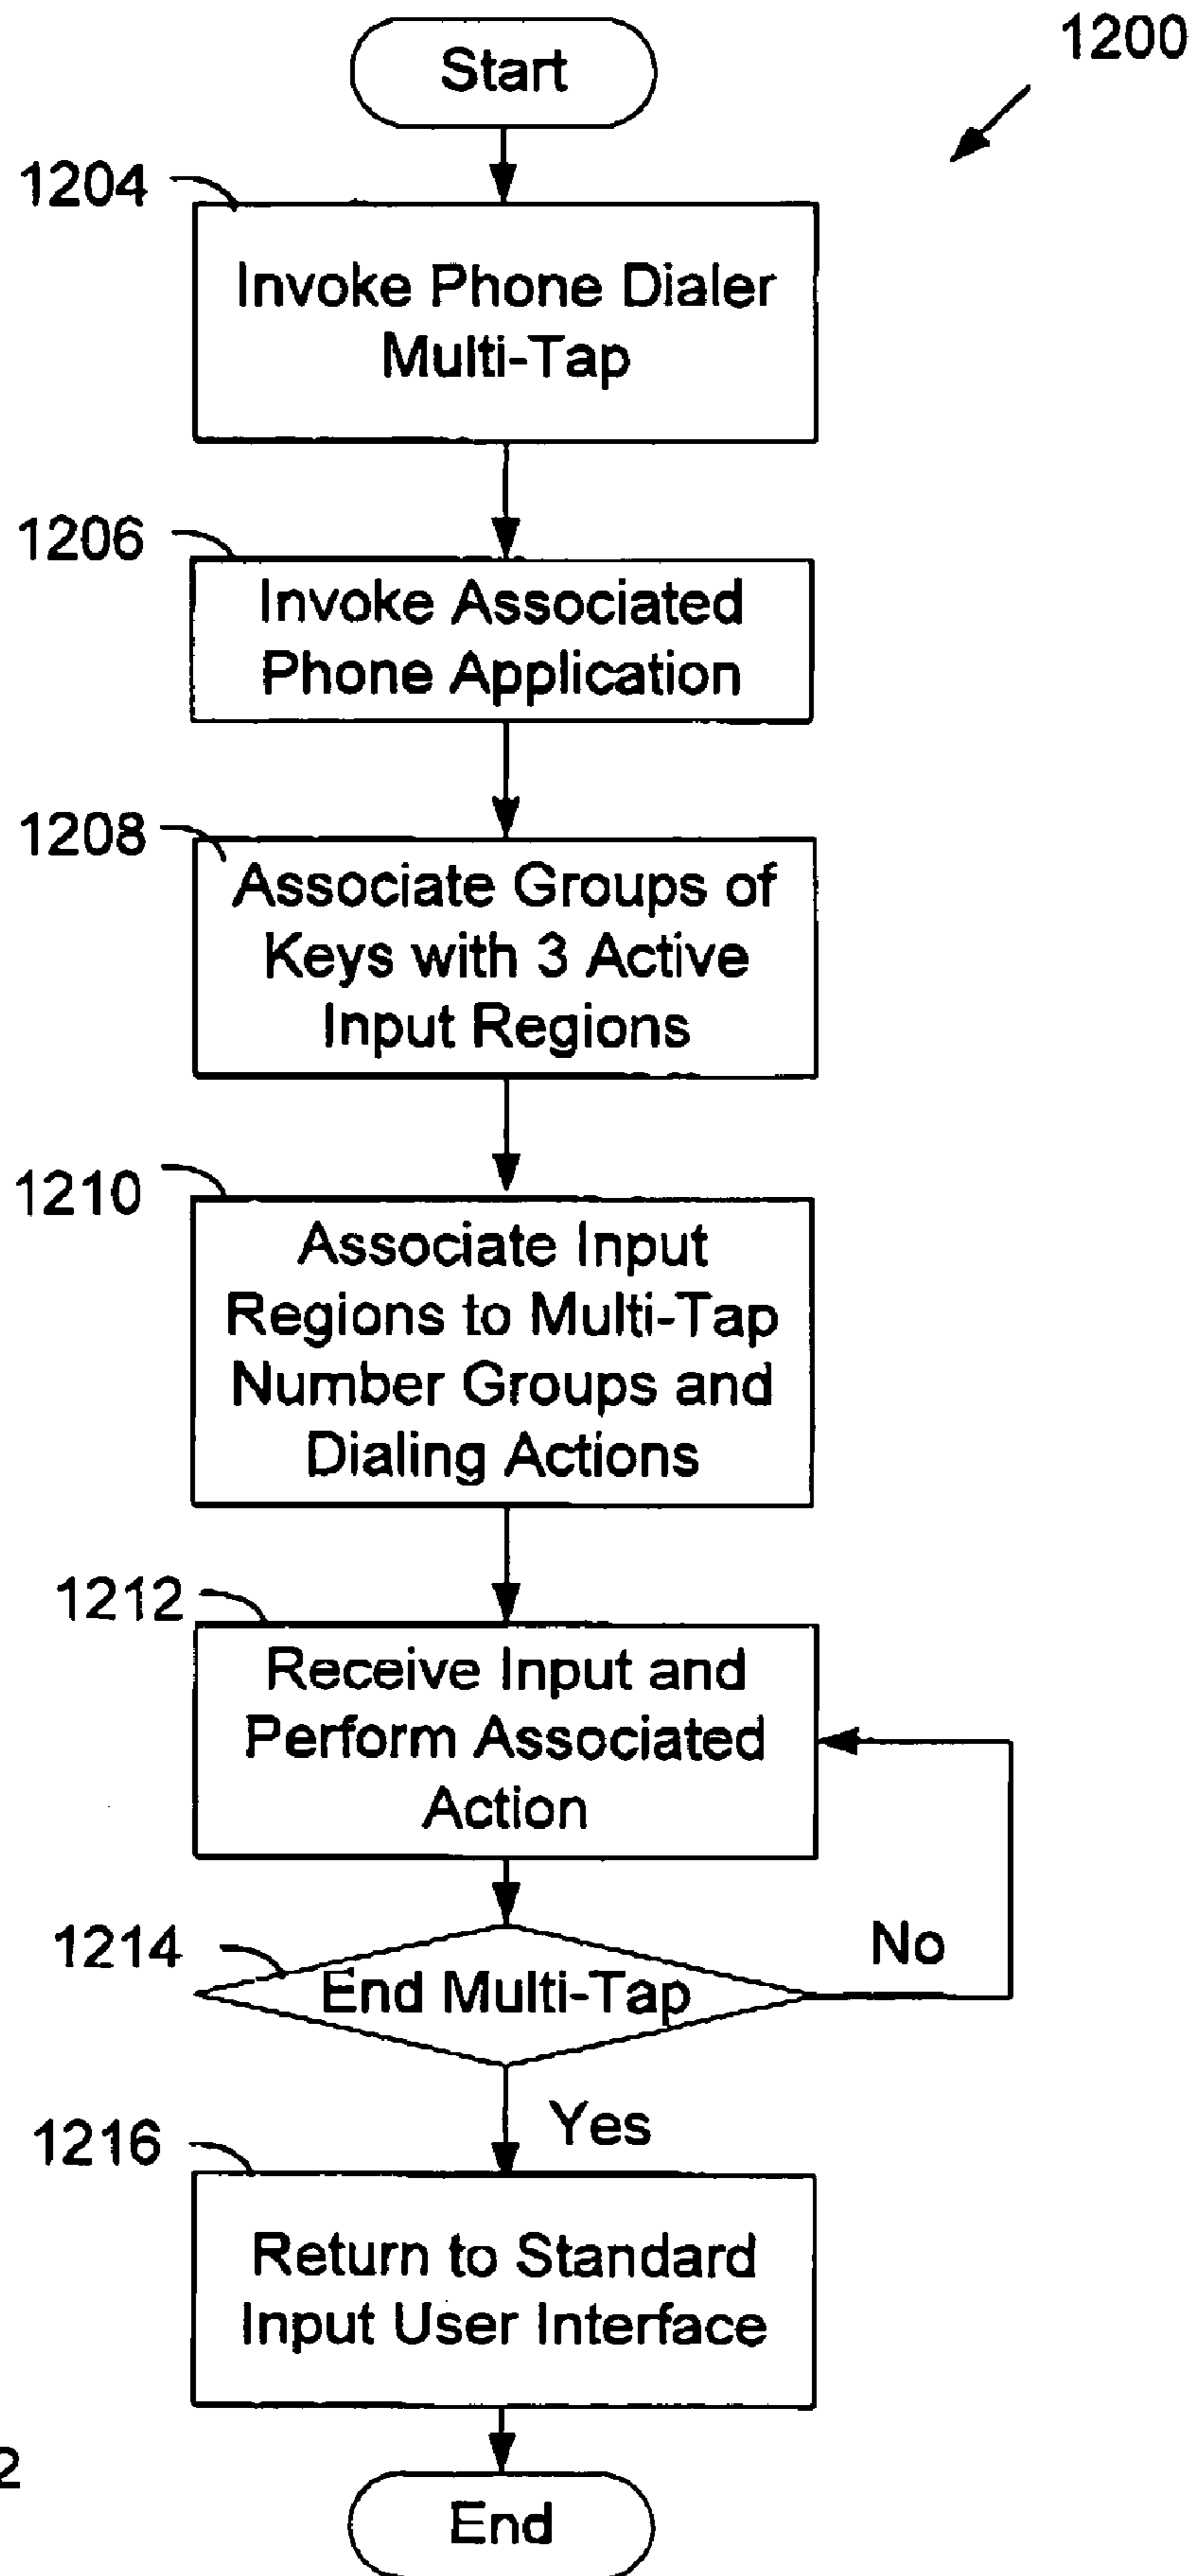 Start
1200
1204
Invoke Phone Dialer
Multi-Tap
1206
Invoke Associated
Phone Application
1208
Associate Groups of
Keys with 3 Active
Input Regions
1210
Associate Input
Regions to Multi-Tap
Number Groups and
Dialing Actions
1212
Receive Input and
Perform Associated
Action
1214
End Multi-Tap
No
Yes
1216
Return to Standard
Input User Interface
2
End